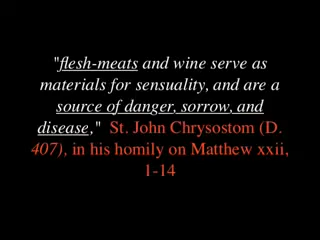 "flesh-meats and wine serve as
materials for sensuality, and are a
source of danger, sorrow, and
disease," St. John Chrysostom (D.
407), in his homily on Matthew xxii,
1-14